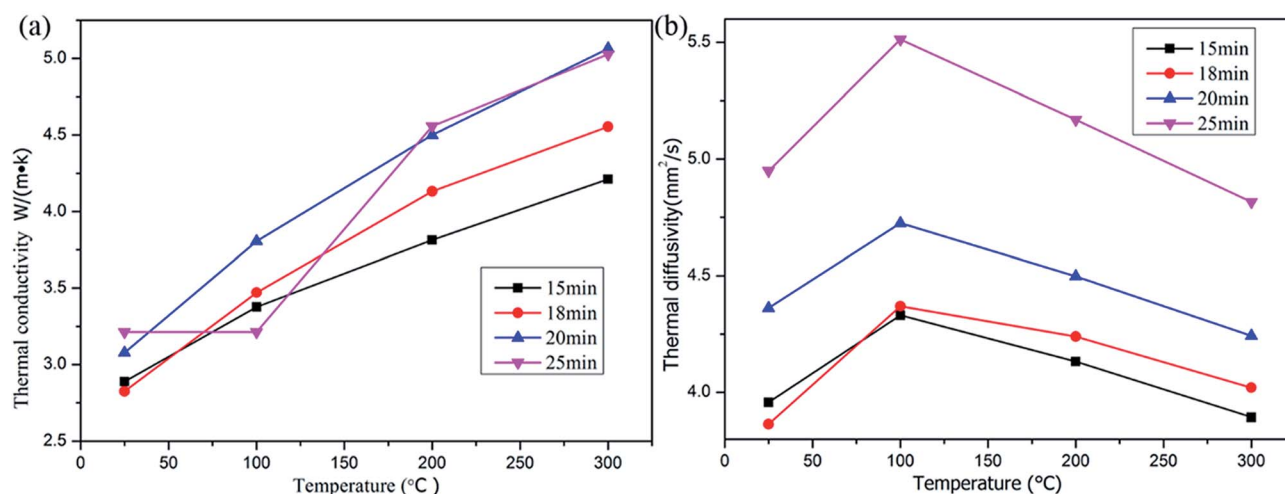 (a)
Thermal conductivity W/(m•k)
5.0
4.5
4.0
3.5
3.0
2.5
0 50 100 150 200 250 300
Temperature (°C )
15min
18min
20min
25min
(b)
Thermal diffusivity(mm²/s)
5.5
5.0
4.5
4.0
0 50 100 150 200 250 300
Temperature (°C)
15min
18min
20min
25min